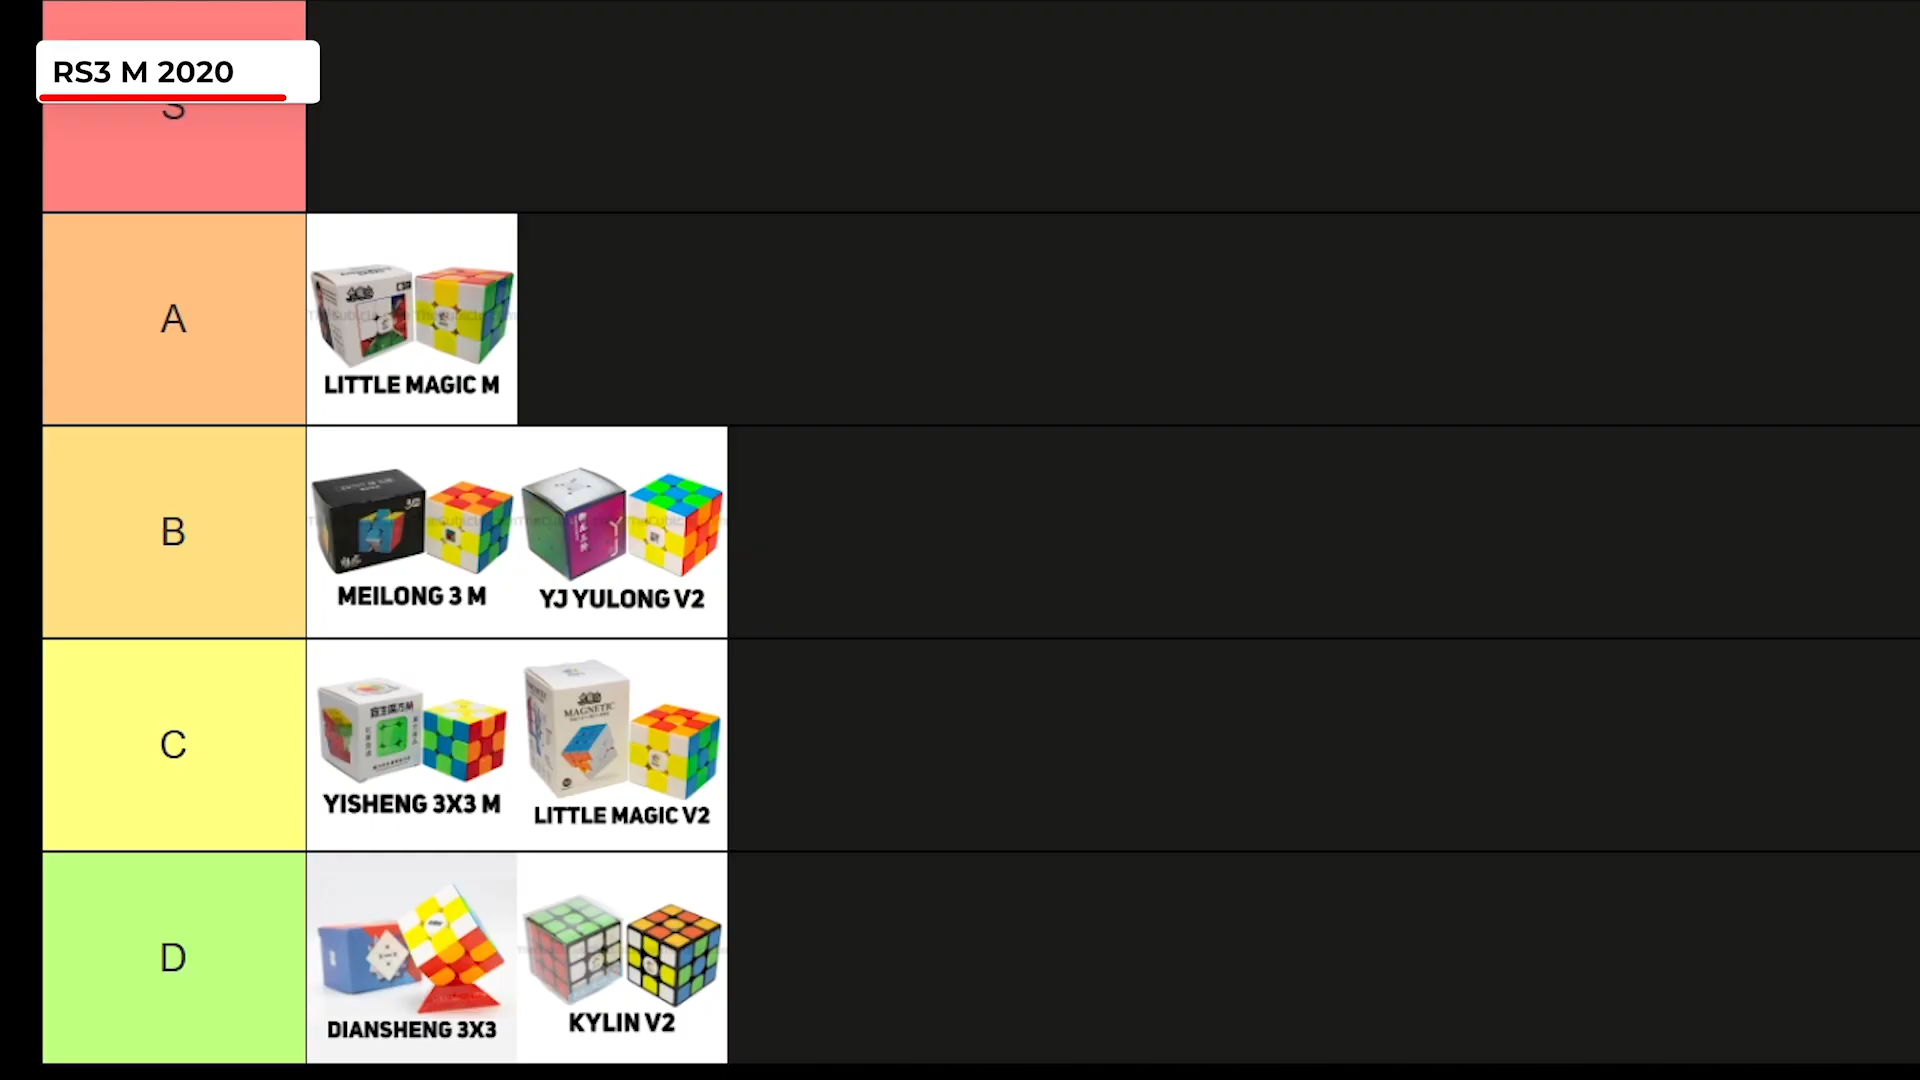 RS3 M 2020
S
A
LITTLE MAGIC M
B
MEILONG 3 M
YJ YULONG V2
C
YISHENG 3X3 M
MAGNETIC
LITTLE MAGIC V2
D
DIANSHENG 3X3
KYLIN V2